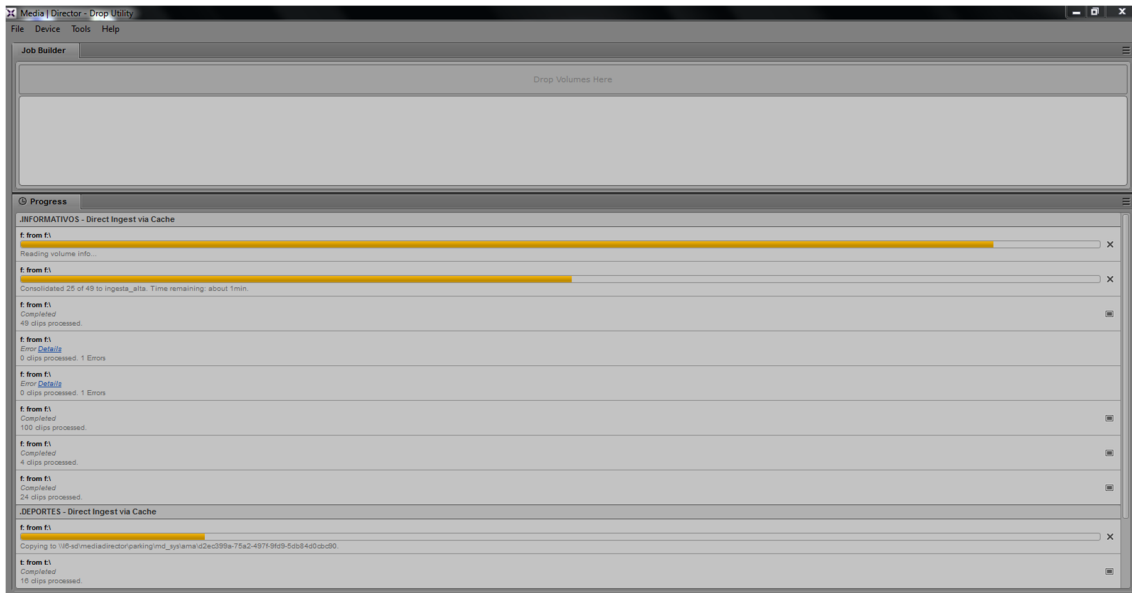 Media | Director - Drop Utility
File Device Tools Help
Job Builder
Drop Volumes Here
Progress
.INFORMATIVOS - Direct Ingest via Cache
f: from f:\
Reading volume info...
f: from f:\
Consolidated 25 of 49 to ingesta_alta. Time remaining: about 1min.
f: from f:\
Completed
49 clips processed.
f: from f:\
Error Details
0 clips processed. 1 Errors
f: from f:\
Error Details
0 clips processed. 1 Errors
f: from f:\
Completed
100 clips processed.
f: from f:\
Completed
4 clips processed.
f: from f:\
Completed
24 clips processed.
.DEPORTES - Direct Ingest via Cache
f: from f:\
Copying to
f: from f:\
Completed
16 clips processed.